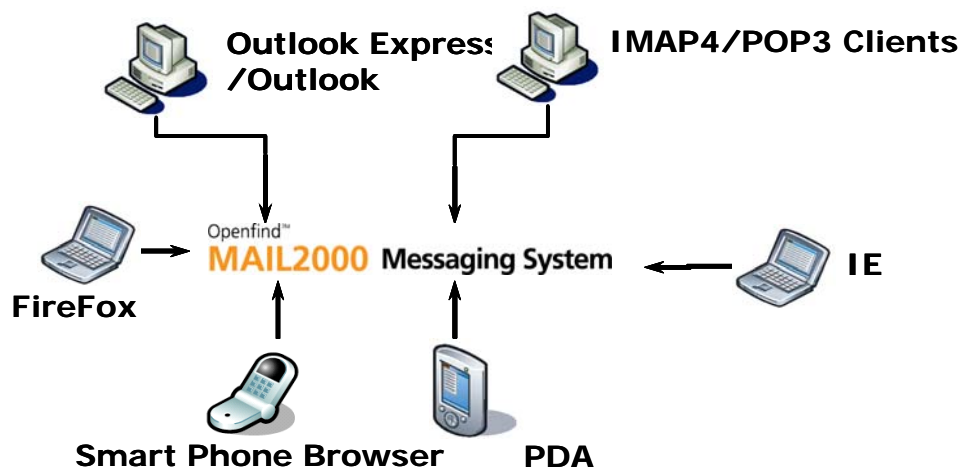 Outlook Express
/Outlook
IMAP4/POP3 Clients
Openfind™
MAIL2000 Messaging System
FireFox
IE
Smart Phone Browser
PDA